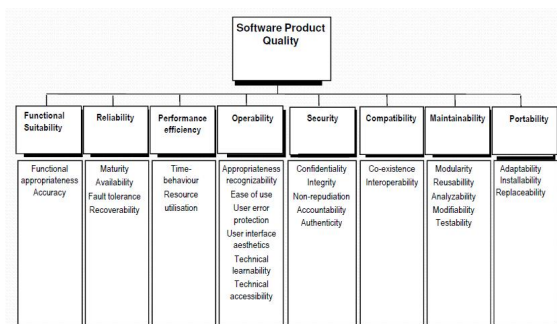 Software Product
Quality
Functional
Suitability
Reliability
Performance
efficiency
Operability
Security
Compatibility
Maintainability
Portability
Functional
appropriateness
Accuracy
Maturity
Availability
Fault tolerance
Recoverability
Time-
behaviour
Resource
utilisation
Appropriateness
recognizability
Ease of use
User error
protection
User interface
aesthetics
Technical
learnability
Technical
accessibility
Confidentiality
Integrity
Non-repudiation
Accountability
Authenticity
Co-existence
Interoperability
Modularity
Reusability
Analyzability
Modifiability
Testability
Adaptability
Installability
Replaceability